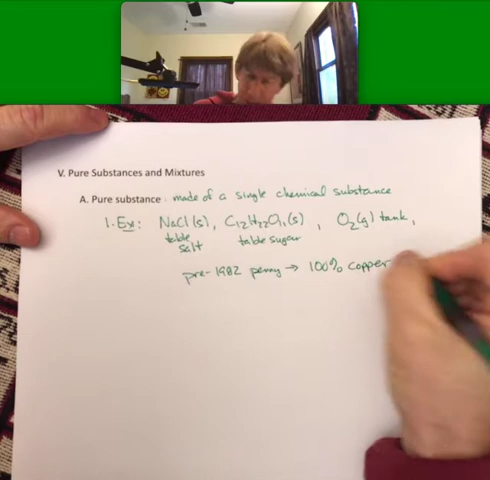 V. Pure Substances and Mixtures
A. Pure substance : made of a single chemical substance
1. Ex: NaCl (s), C12H22O11 (s), O2(g) tank,
table salt
table sugar
pre-1982 penny → 100% copper